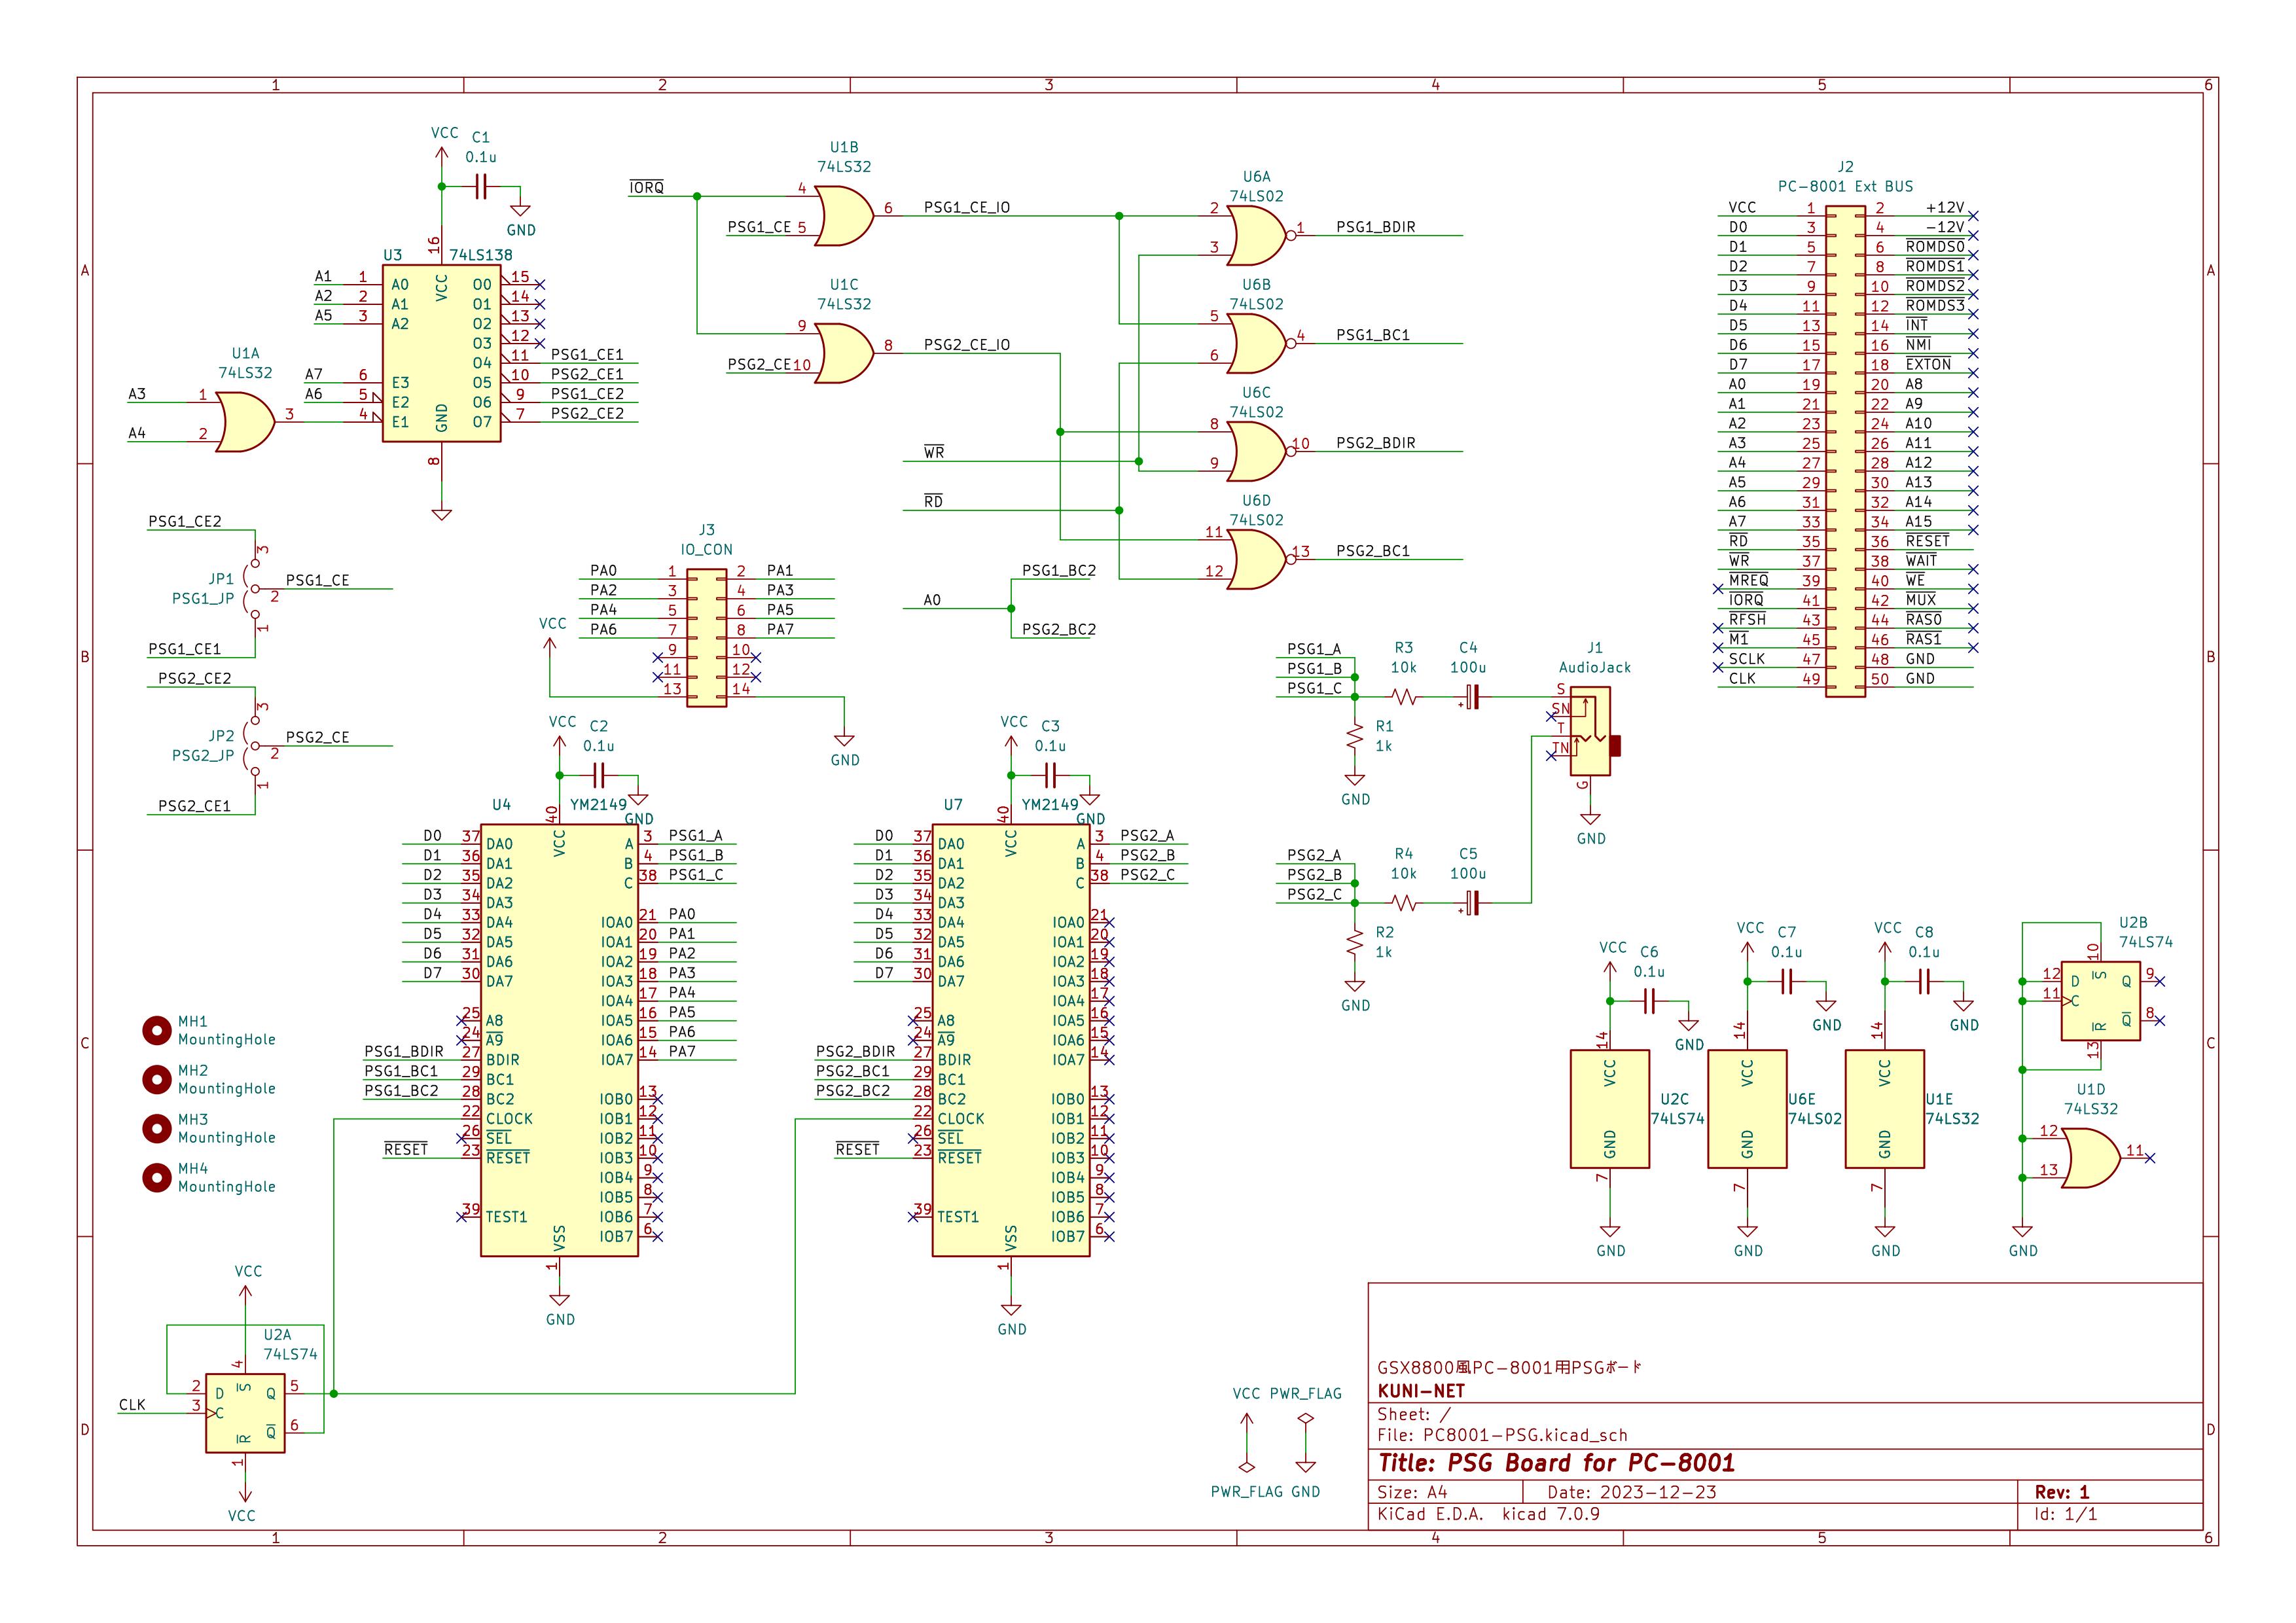 1 2 3 4 5 6
A
B
C
D
VCC C1
0.1u
GND
U3 74LS138
16
VCC
A1 1 A0 O0 15
A2 2 A1 O1 14
A5 3 A2 O2 13
O3 12
O4 11 PSG1_CE1
A7 6 E3 O5 10 PSG2_CE1
A6 5 E2 O6 9 PSG1_CE2
4 E1 O7 7 PSG2_CE2
GND
8
U1A
74LS32
A3 1
3
A4 2
PSG1_CE2
3
JP1
PSG1_JP
2 PSG1_CE
1
PSG1_CE1
PSG2_CE2
3
JP2
PSG2_JP
2 PSG2_CE
1
PSG2_CE1
U1B
74LS32
IORQ 4
6 PSG1_CE_IO
PSG1_CE 5
U1C
74LS32
9
8 PSG2_CE_IO
PSG2_CE 10
U6A
74LS02
2
1 PSG1_BDIR
3
U6B
74LS02
5
4 PSG1_BC1
6
U6C
74LS02
8
10 PSG2_BDIR
9
WR
RD
U6D
74LS02
11
13 PSG2_BC1
12
A0
PSG1_BC2
PSG2_BC2
J3
IO_CON
PA0 1 2 PA1
PA2 3 4 PA3
PA4 5 6 PA5
PA6 7 8 PA7
9 10
11 12
VCC 13 14
GND
J2
PC-8001 Ext BUS
VCC 1 2 +12V
D0 3 4 -12V
D1 5 6 ROMDS0
D2 7 8 ROMDS1
D3 9 10 ROMDS2
D4 11 12 ROMDS3
D5 13 14 INT
D6 15 16 NMI
D7 17 18 EXTON
A0 19 20 A8
A1 21 22 A9
A2 23 24 A10
A3 25 26 A11
A4 27 28 A12
A5 29 30 A13
A6 31 32 A14
A7 33 34 A15
RD 35 36 RESET
WR 37 38 WAIT
MREQ 39 40 WE
IORQ 41 42 MUX
RFSH 43 44 RAS0
M1 45 46 RAS1
SCLK 47 48 GND
CLK 49 50 GND
PSG1_A
PSG1_B
PSG1_C
R3
10k
C4
100u
R1
1k
GND
J1
AudioJack
S
SN
T
TN
G
GND
PSG2_A
PSG2_B
PSG2_C
R4
10k
C5
100u
R2
1k
GND
VCC C2
0.1u
GND
U4 YM2149
40
VCC
D0 37 DA0 A 3 PSG1_A
D1 36 DA1 B 4 PSG1_B
D2 35 DA2 C 38 PSG1_C
D3 34 DA3
D4 33 DA4 IOA0 21 PA0
D5 32 DA5 IOA1 20 PA1
D6 31 DA6 IOA2 19 PA2
D7 30 DA7 IOA3 18 PA3
IOA4 17 PA4
25 A8 IOA5 16 PA5
24 A9 IOA6 15 PA6
PSG1_BDIR 27 BDIR IOA7 14 PA7
PSG1_BC1 29 BC1
PSG1_BC2 28 BC2 IOB0 13
22 CLOCK IOB1 12
26 SEL IOB2 11
RESET 23 RESET IOB3 10
IOB4 9
IOB5 8
39 TEST1 IOB6 7
IOB7 6
VSS
1
GND
VCC C3
0.1u
GND
U7 YM2149
40
VCC
D0 37 DA0 A 3 PSG2_A
D1 36 DA1 B 4 PSG2_B
D2 35 DA2 C 38 PSG2_C
D3 34 DA3
D4 33 DA4 IOA0 21
D5 32 DA5 IOA1 20
D6 31 DA6 IOA2 19
D7 30 DA7 IOA3 18
IOA4 17
25 A8 IOA5 16
24 A9 IOA6 15
PSG2_BDIR 27 BDIR IOA7 14
PSG2_BC1 29 BC1
PSG2_BC2 28 BC2 IOB0 13
22 CLOCK IOB1 12
26 SEL IOB2 11
RESET 23 RESET IOB3 10
IOB4 9
IOB5 8
39 TEST1 IOB6 7
IOB7 6
VSS
1
GND
MH1
MountingHole
MH2
MountingHole
MH3
MountingHole
MH4
MountingHole
VCC
U2A
74LS74
4
S
2 D Q 5
CLK 3 C
Q 6
R
1
VCC
VCC C6
0.1u
GND
14
VCC
U2C
74LS74
GND
7
GND
VCC C7
0.1u
GND
14
VCC
U6E
74LS02
GND
7
GND
VCC C8
0.1u
GND
14
VCC
U1E
74LS32
GND
7
GND
U2B
74LS74
10
S
12 D Q 9
11 C
Q 8
R
13
U1D
74LS32
12
11
13
GND
VCC PWR_FLAG
PWR_FLAG GND
GSX8800風PC-8001用PSGボード
KUNI-NET
Sheet: /
File: PC8001-PSG.kicad_sch
Title: PSG Board for PC-8001
Size: A4 Date: 2023-12-23 Rev: 1
KiCad E.D.A. kicad 7.0.9 Id: 1/1
1 2 3 4 5 6
A
B
C
D